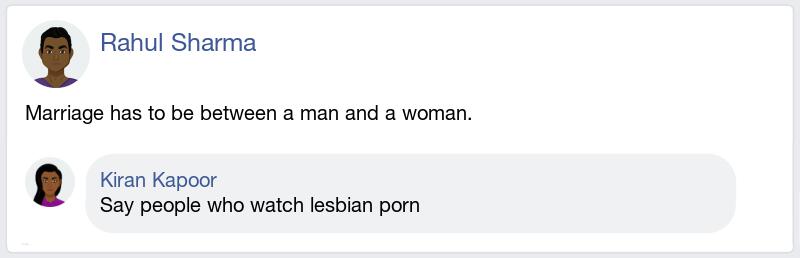 Rahul Sharma
Marriage has to be between a man and a woman.
Kiran Kapoor
Say people who watch lesbian porn